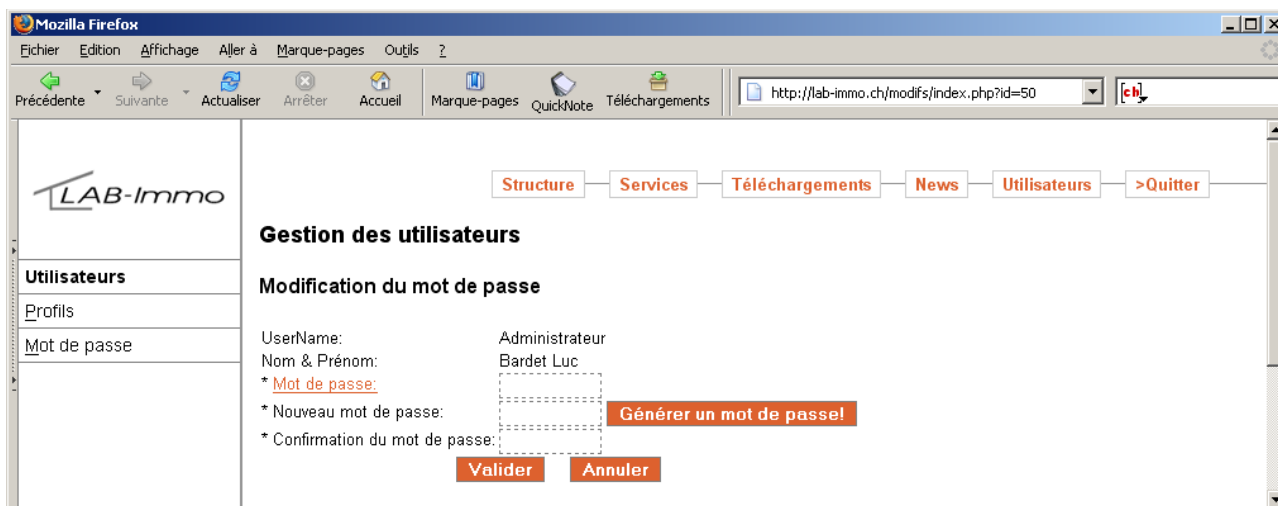 Mozilla Firefox
Fichier Edition Affichage Aller à Marque-pages Outils ?
Précédente Suivante Actualiser Arrêter Accueil Marque-pages QuickNote Téléchargements http://lab-immo.ch/modifs/index.php?id=50 [ch]
LAB-Immo
Structure Services Téléchargements News Utilisateurs >Quitter
Gestion des utilisateurs
Utilisateurs
Modification du mot de passe
Profils
Mot de passe
UserName: Administrateur
Nom & Prénom: Bardet Luc
* Mot de passe:
* Nouveau mot de passe: Générer un mot de passe!
* Confirmation du mot de passe:
Valider Annuler